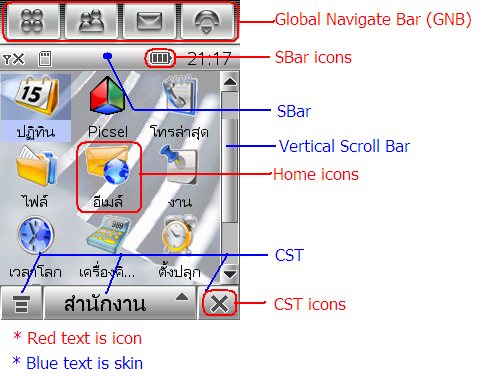 Global Navigate Bar (GNB)
21:17
SBar icons
15
SBar
ปฏิทิน Picsel โทรล่าสุด
Vertical Scroll Bar
Home icons
ไฟล์ อีเมล์ งาน
989
CST
เวลาโลก เครื่องคิ... ตั้งปลุก
สำนักงาน
CST icons
* Red text is icon
* Blue text is skin